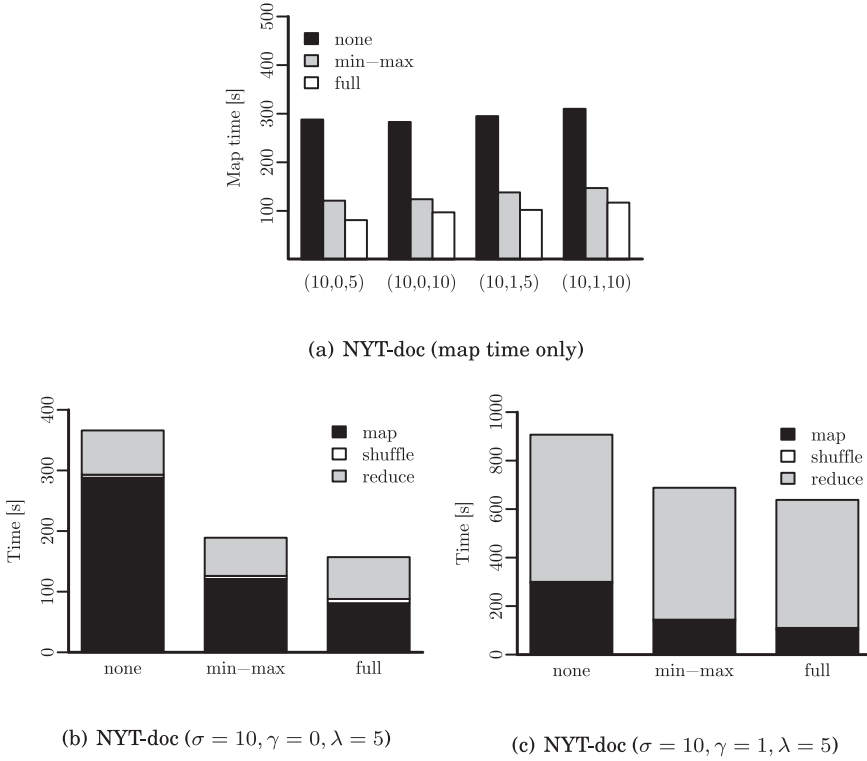 500
400
300
200
100
Map time [s]
none
min−max
full
(10,0,5) (10,0,10) (10,1,5) (10,1,10)
(a) NYT-doc (map time only)
400
300
200
100
0
Time [s]
map
shuffle
reduce
none min−max full
(b) NYT-doc (σ = 10, γ = 0, λ = 5)
1000
800
600
400
200
0
Time [s]
map
shuffle
reduce
none min−max full
(c) NYT-doc (σ = 10, γ = 1, λ = 5)